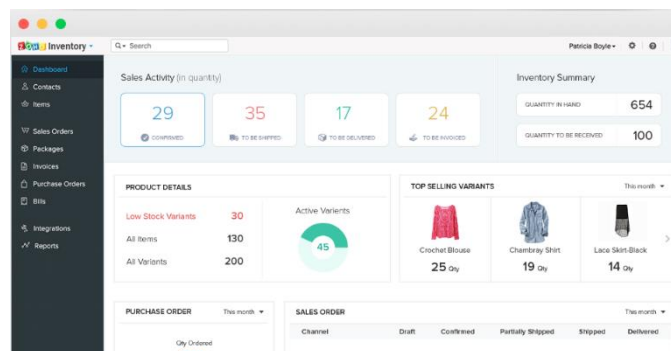 ZOHO Inventory
Search
Patricia Boyle
Dashboard
Contacts
Items
Sales Orders
Packages
Invoices
Purchase Orders
Bills
Integrations
Reports
Sales Activity (in quantity)
29
CONFIRMED
35
TO BE SHIPPED
17
TO BE DELIVERED
24
TO BE INVOICED
Inventory Summary
QUANTITY IN HAND 654
QUANTITY TO BE RECEIVED 100
PRODUCT DETAILS
Low Stock Variants 30
All Items 130
All Variants 200
Active Varients
45
TOP SELLING VARIANTS This month
Crochet Blouse
25 Qty
Chambray Shirt
19 Qty
Lace Skirt-Black
14 Qty
PURCHASE ORDER This month
Qty Ordered
SALES ORDER This month
Channel Draft Confirmed Partially Shipped Shipped Delivered